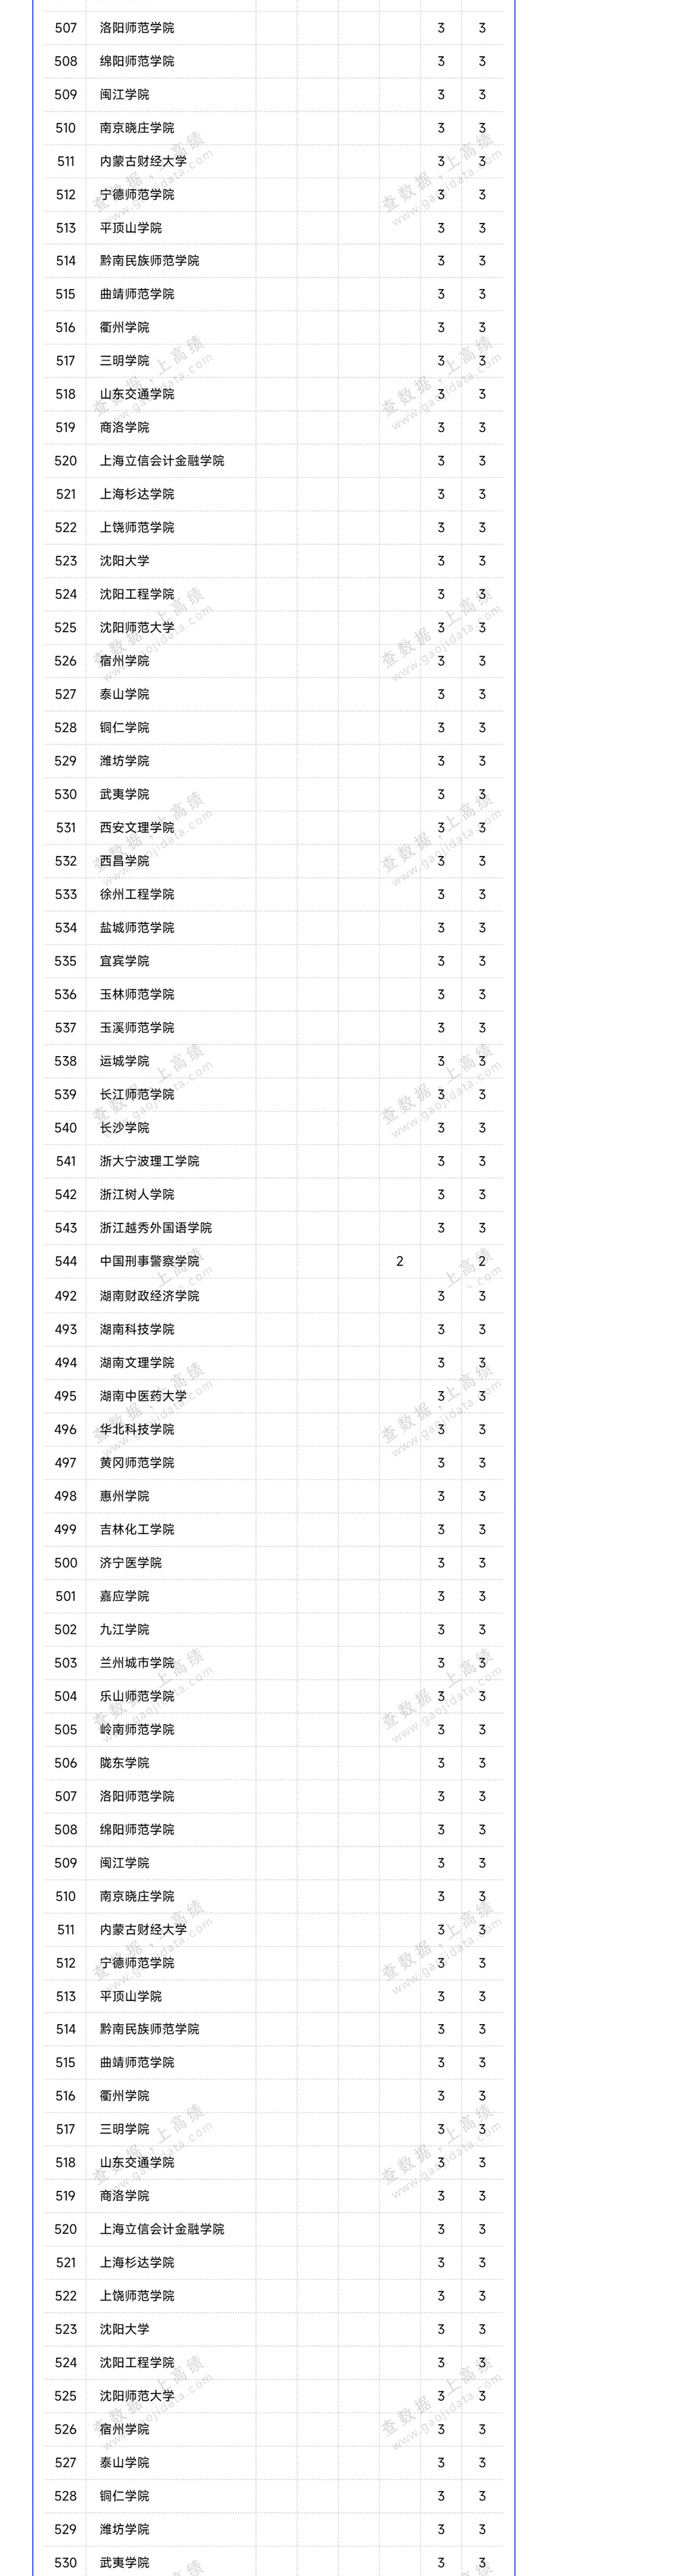 507 洛阳师范学院 3 3
508 绵阳师范学院 3 3
509 闽江学院 3 3
510 南京晓庄学院 3 3
511 内蒙古财经大学 3 3
512 宁德师范学院 3 3
513 平顶山学院 3 3
514 黔南民族师范学院 3 3
515 曲靖师范学院 3 3
516 衢州学院 3 3
517 三明学院 3 3
518 山东交通学院 3 3
519 商洛学院 3 3
520 上海立信会计金融学院 3 3
521 上海杉达学院 3 3
522 上饶师范学院 3 3
523 沈阳大学 3 3
524 沈阳工程学院 3 3
525 沈阳师范大学 3 3
526 宿州学院 3 3
527 泰山学院 3 3
528 铜仁学院 3 3
529 潍坊学院 3 3
530 武夷学院 3 3
531 西安文理学院 3 3
532 西昌学院 3 3
533 徐州工程学院 3 3
534 盐城师范学院 3 3
535 宜宾学院 3 3
536 玉林师范学院 3 3
537 玉溪师范学院 3 3
538 运城学院 3 3
539 长江师范学院 3 3
540 长沙学院 3 3
541 浙大宁波理工学院 3 3
542 浙江树人学院 3 3
543 浙江越秀外国语学院 3 3
544 中国刑事警察学院 2 2
492 湖南财政经济学院 3 3
493 湖南科技学院 3 3
494 湖南文理学院 3 3
495 湖南中医药大学 3 3
496 华北科技学院 3 3
497 黄冈师范学院 3 3
498 惠州学院 3 3
499 吉林化工学院 3 3
500 济宁医学院 3 3
501 嘉应学院 3 3
502 九江学院 3 3
503 兰州城市学院 3 3
504 乐山师范学院 3 3
505 岭南师范学院 3 3
506 陇东学院 3 3
507 洛阳师范学院 3 3
508 绵阳师范学院 3 3
509 闽江学院 3 3
510 南京晓庄学院 3 3
511 内蒙古财经大学 3 3
512 宁德师范学院 3 3
513 平顶山学院 3 3
514 黔南民族师范学院 3 3
515 曲靖师范学院 3 3
516 衢州学院 3 3
517 三明学院 3 3
518 山东交通学院 3 3
519 商洛学院 3 3
520 上海立信会计金融学院 3 3
521 上海杉达学院 3 3
522 上饶师范学院 3 3
523 沈阳大学 3 3
524 沈阳工程学院 3 3
525 沈阳师范大学 3 3
526 宿州学院 3 3
527 泰山学院 3 3
528 铜仁学院 3 3
529 潍坊学院 3 3
530 武夷学院 3 3
查数据，上高绩
www.gaojidata.com